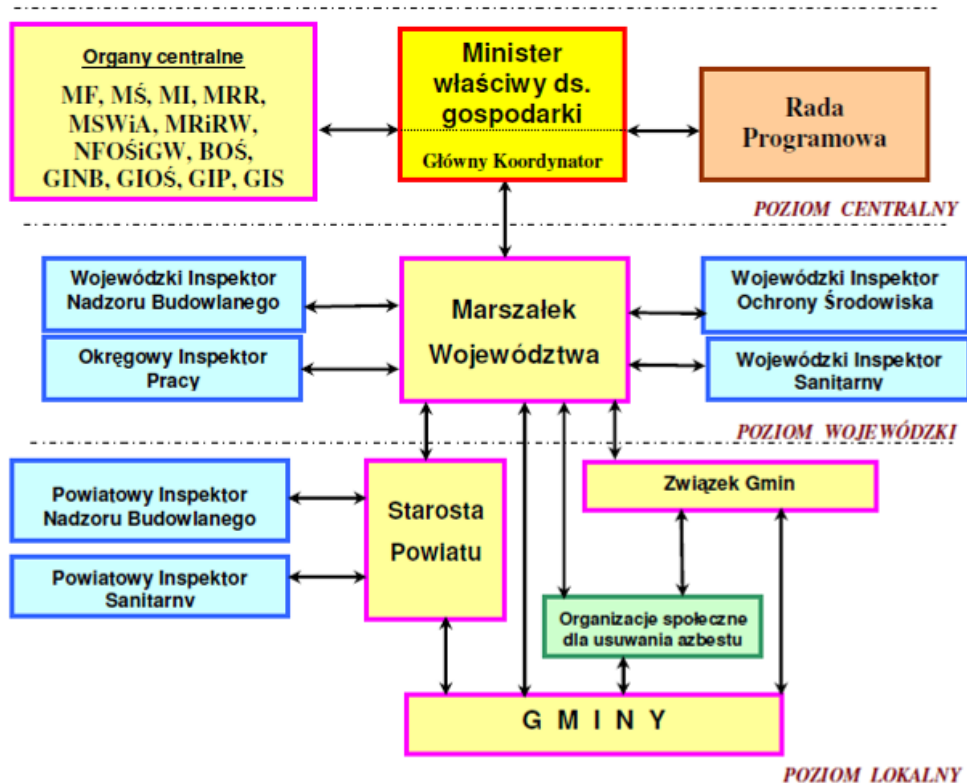 Organy centralne
MF, MŚ, MI, MRR,
MSWiA, MRiRW,
NFOŚiGW, BOŚ,
GINB, GIOŚ, GIP, GIS
Minister
właściwy ds.
gospodarki
Główny Koordynator
Rada
Programowa
POZIOM CENTRALNY
Wojewódzki Inspektor
Nadzoru Budowlanego
Okręgowy Inspektor
Pracy
Marszałek
Województwa
Wojewódzki Inspektor
Ochrony Środowiska
Wojewódzki Inspektor
Sanitarny
POZIOM WOJEWÓDZKI
Powiatowy Inspektor
Nadzoru Budowlanego
Powiatowy Inspektor
Sanitarny
Starosta
Powiatu
Związek Gmin
Organizacje społeczne
dla usuwania azbestu
G M I N Y
POZIOM LOKALNY